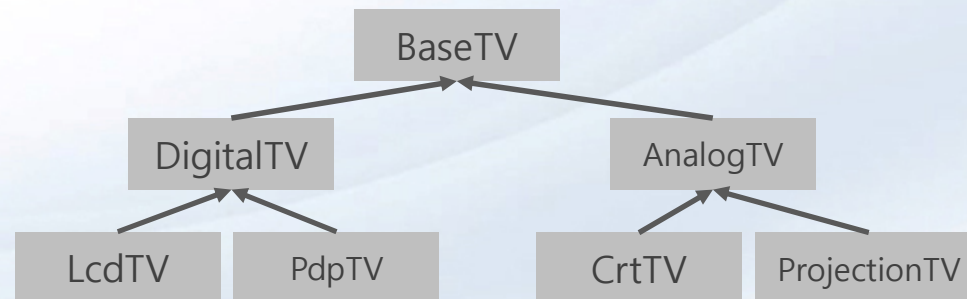 BaseTV
DigitalTV
AnalogTV
LcdTV
PdpTV
CrtTV
ProjectionTV